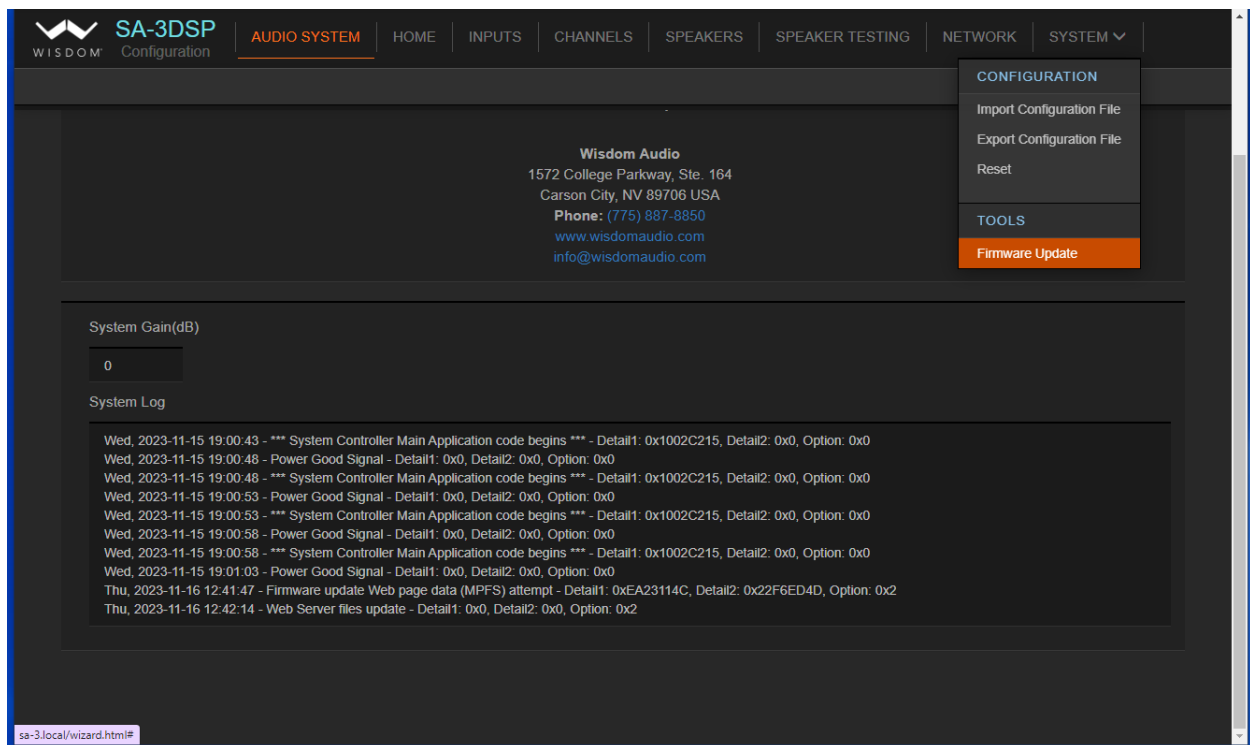 WISDOM
SA-3DSP
Configuration
AUDIO SYSTEM
HOME
INPUTS
CHANNELS
SPEAKERS
SPEAKER TESTING
NETWORK
SYSTEM
CONFIGURATION
Import Configuration File
Export Configuration File
Reset
TOOLS
Firmware Update
Wisdom Audio
1572 College Parkway, Ste. 164
Carson City, NV 89706 USA
Phone: (775) 887-8850
www.wisdomaudio.com
info@wisdomaudio.com
System Gain(dB)
0
System Log
Wed, 2023-11-15 19:00:43 - *** System Controller Main Application code begins *** - Detail1: 0x1002C215, Detail2: 0x0, Option: 0x0
Wed, 2023-11-15 19:00:48 - Power Good Signal - Detail1: 0x0, Detail2: 0x0, Option: 0x0
Wed, 2023-11-15 19:00:48 - *** System Controller Main Application code begins *** - Detail1: 0x1002C215, Detail2: 0x0, Option: 0x0
Wed, 2023-11-15 19:00:53 - Power Good Signal - Detail1: 0x0, Detail2: 0x0, Option: 0x0
Wed, 2023-11-15 19:00:53 - *** System Controller Main Application code begins *** - Detail1: 0x1002C215, Detail2: 0x0, Option: 0x0
Wed, 2023-11-15 19:00:58 - Power Good Signal - Detail1: 0x0, Detail2: 0x0, Option: 0x0
Wed, 2023-11-15 19:00:58 - *** System Controller Main Application code begins *** - Detail1: 0x1002C215, Detail2: 0x0, Option: 0x0
Wed, 2023-11-15 19:01:03 - Power Good Signal - Detail1: 0x0, Detail2: 0x0, Option: 0x0
Thu, 2023-11-16 12:41:47 - Firmware update Web page data (MPFS) attempt - Detail1: 0xEA23114C, Detail2: 0x22F6ED4D, Option: 0x2
Thu, 2023-11-16 12:42:14 - Web Server files update - Detail1: 0x0, Detail2: 0x0, Option: 0x2
sa-3.local/wizard.html#